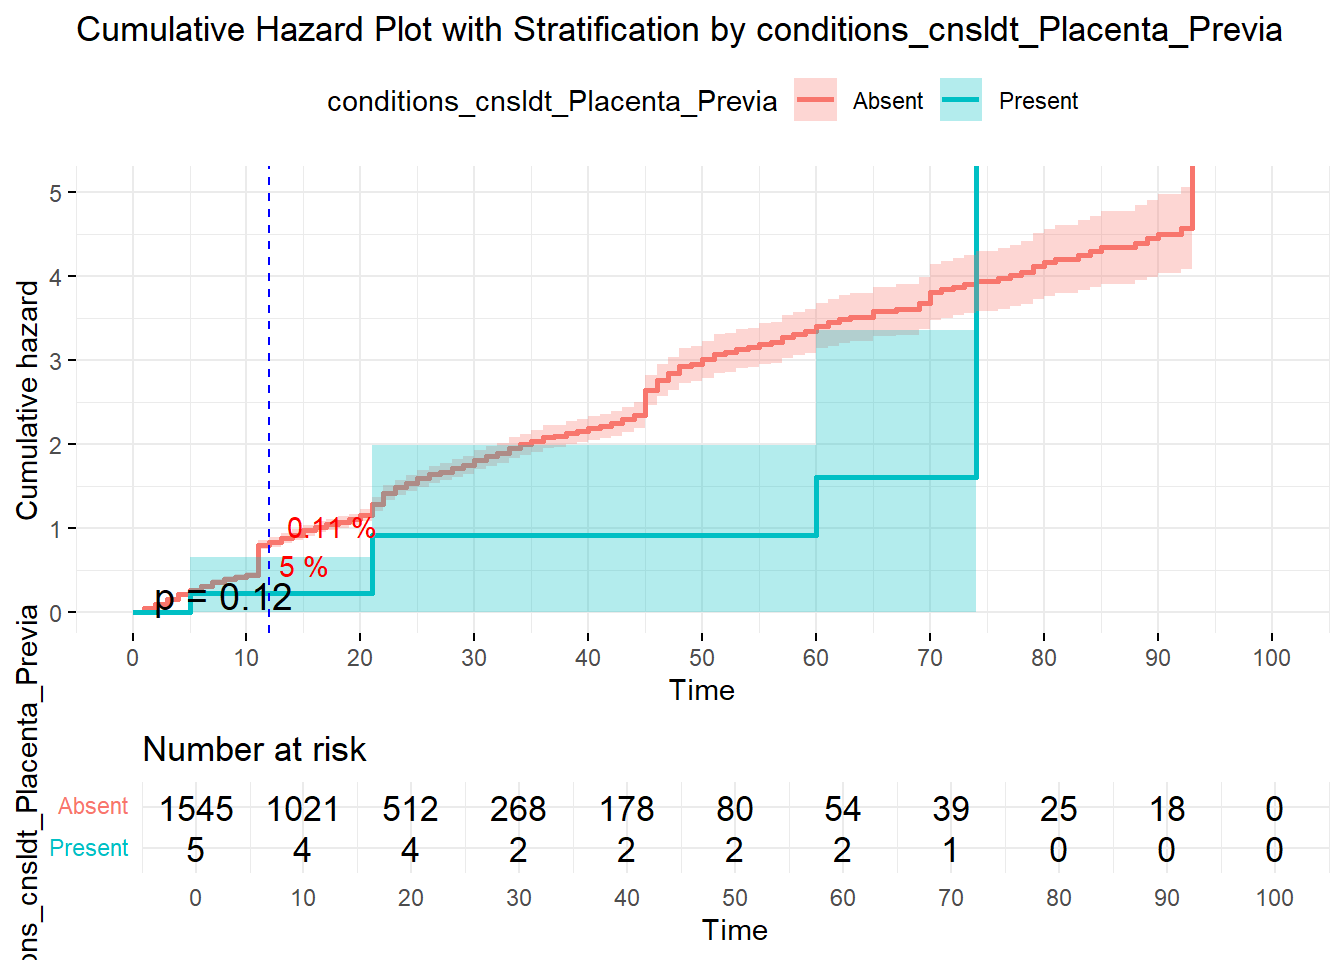 Cumulative Hazard Plot with Stratification by conditions_cnsldt_Placenta_Previa
conditions_cnsldt_Placenta_Previa Absent Present
Cumulative hazard
5
4
3
2
1
0
0.11 %
5 %
p = 0.12
0 10 20 30 40 50 60 70 80 90 100
Time
Number at risk
ons_cnsldt_Placenta_Previa
Absent 1545 1021 512 268 178 80 54 39 25 18 0
Present 5 4 4 2 2 2 2 1 0 0 0
0 10 20 30 40 50 60 70 80 90 100
Time